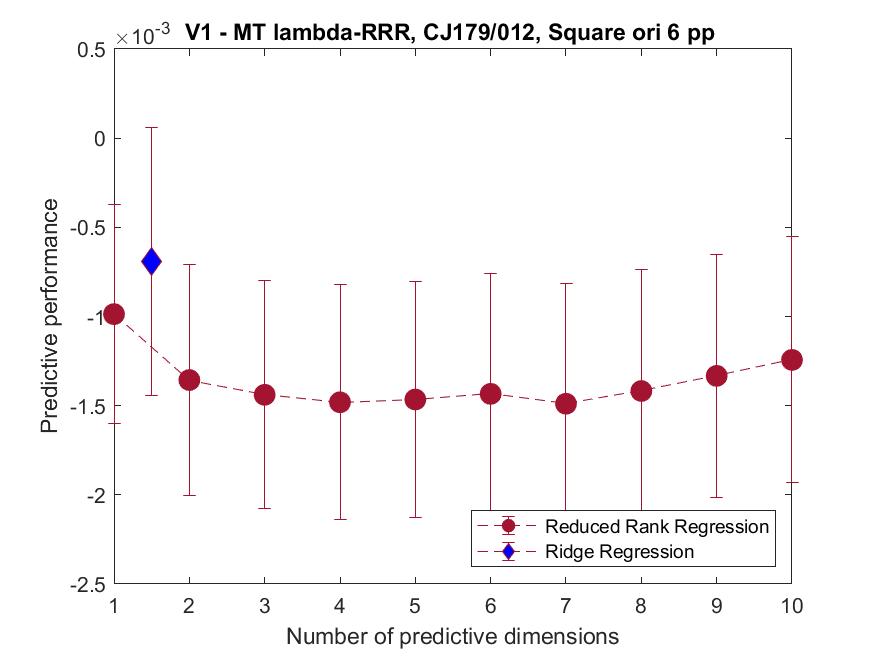 ×10-3 V1 - MT lambda-RRR, CJ179/012, Square ori 6 pp
0.5
0
-0.5
-1
-1.5
-2
-2.5
Predictive performance
1 2 3 4 5 6 7 8 9 10
Number of predictive dimensions
Reduced Rank Regression
Ridge Regression